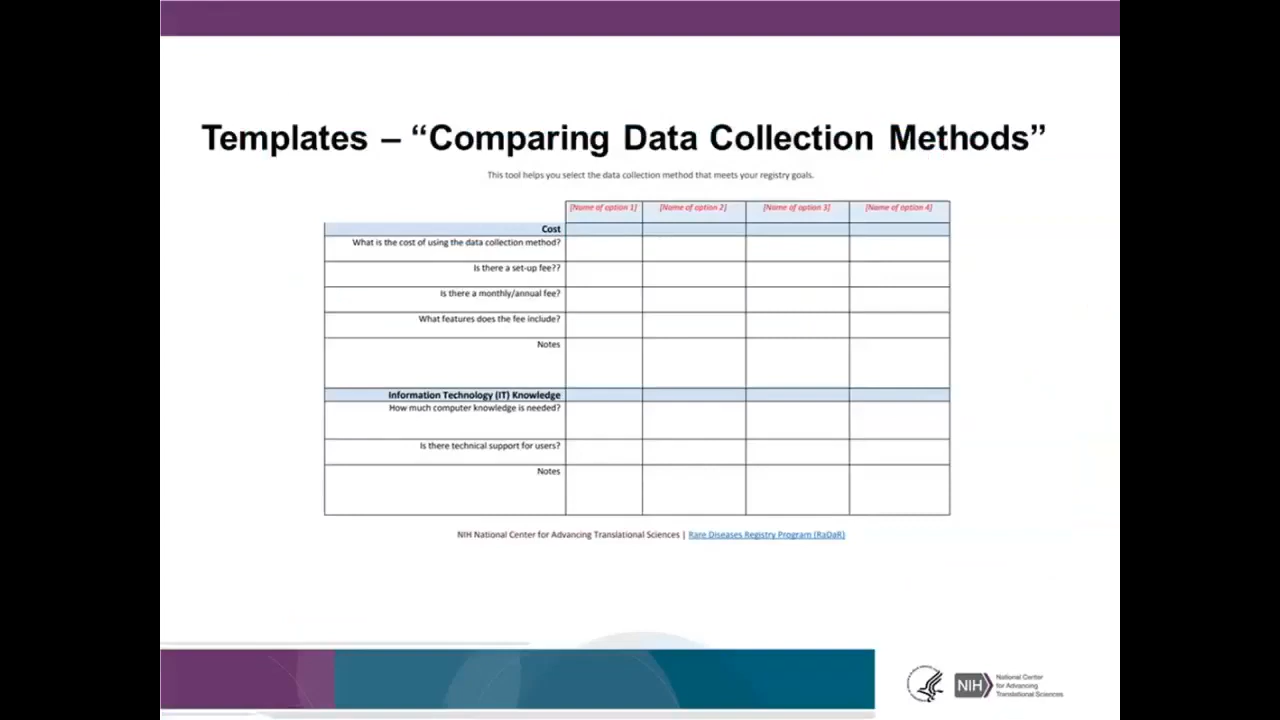 Templates – “Comparing Data Collection Methods”
This tool helps you select the data collection method that meets your registry goals.
[Name of option 1] [Name of option 2] [Name of option 3] [Name of option 4]
Cost
What is the cost of using the data collection method?
Is there a set-up fee??
Is there a monthly/annual fee?
What features does the fee include?
Notes
Information Technology (IT) Knowledge
How much computer knowledge is needed?
Is there technical support for users?
Notes
NIH National Center for Advancing Translational Sciences | Rare Diseases Registry Program (RaDaR)
NIH
National Center
for Advancing
Translational Sciences